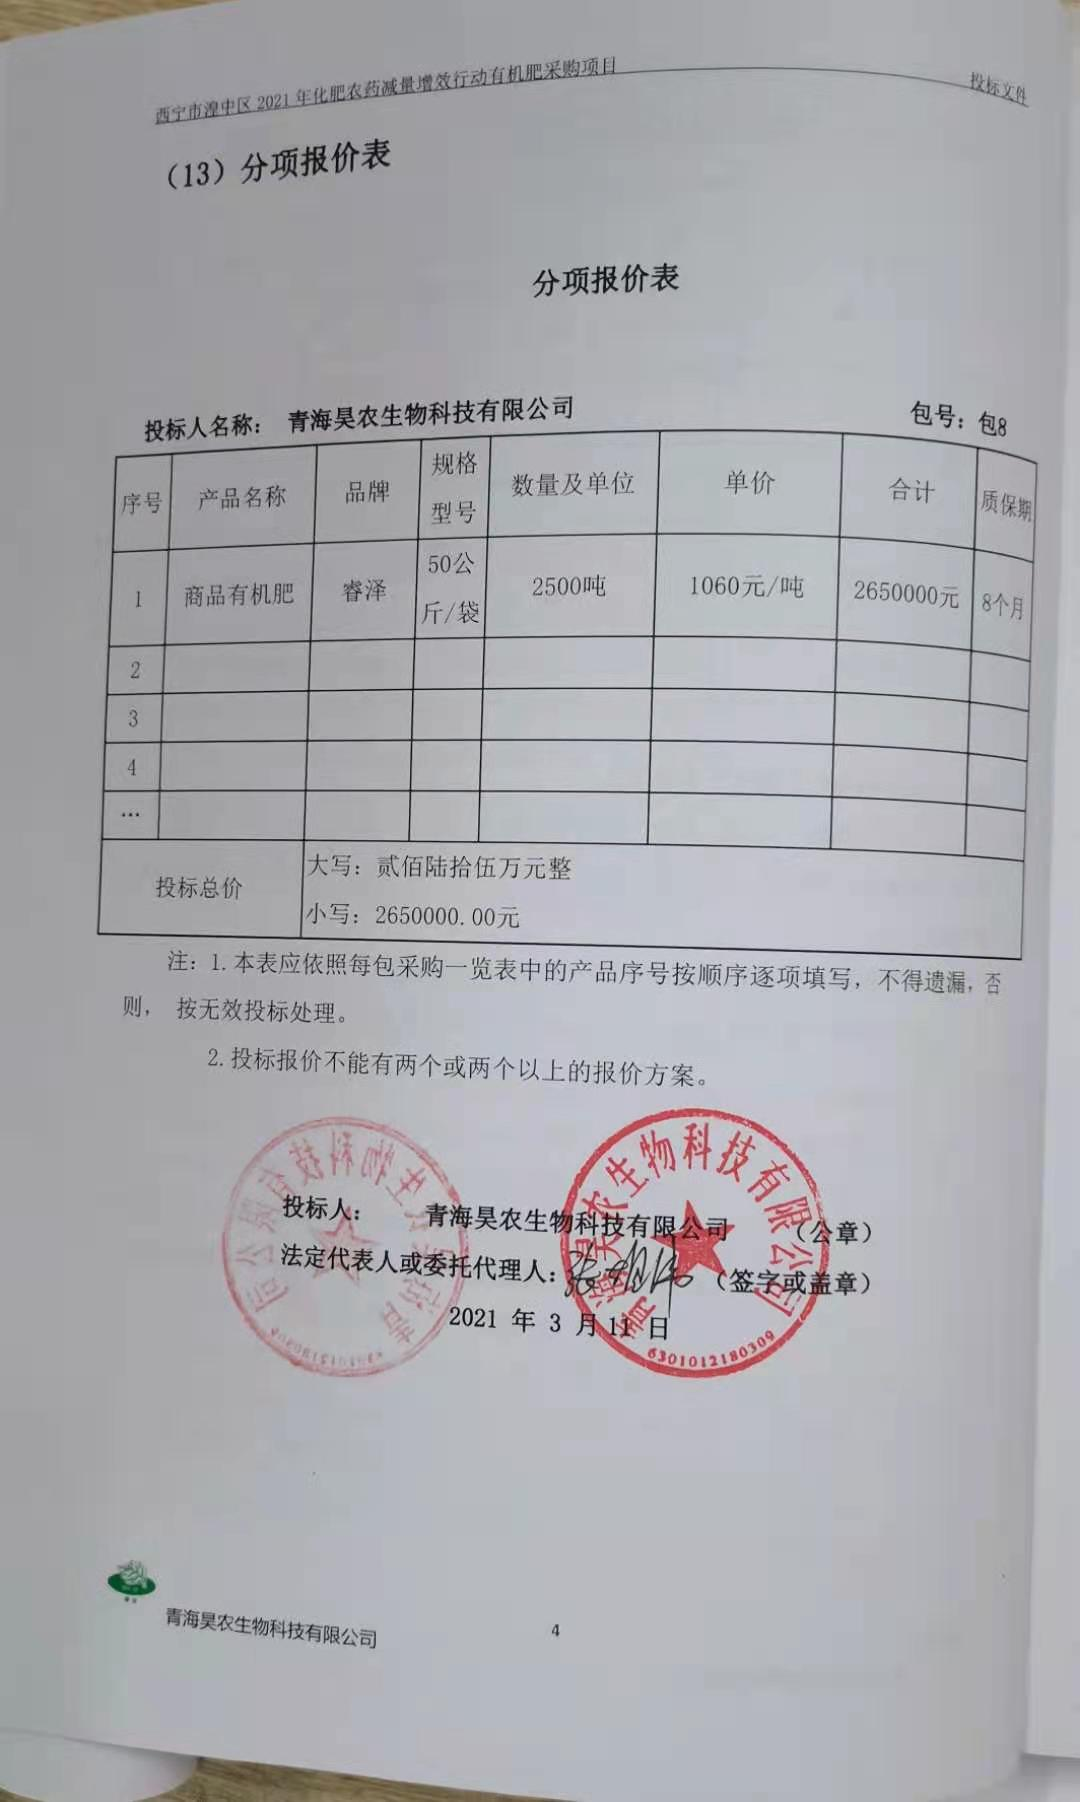 西宁市湟中区 2021 年化肥农药减量增效行动有机肥采购项目 投标文件
（13）分项报价表
分项报价表
投标人名称： 青海昊农生物科技有限公司 包号：包8
序号 产品名称 品牌 规格型号 数量及单位 单价 合计 质保期
1 商品有机肥 睿泽 50公斤/袋 2500吨 1060元/吨 2650000元 8个月
2
3
4
…
投标总价 大写：贰佰陆拾伍万元整
小写：2650000.00元
注：1.本表应依照每包采购一览表中的产品序号按顺序逐项填写，不得遗漏，否
则， 按无效投标处理。
2.投标报价不能有两个或两个以上的报价方案。
投标人： 青海昊农生物科技有限公司 （公章）
法定代表人或委托代理人： （签字或盖章）
2021 年 3 月 11 日
青海昊农生物科技有限公司
6301012180309
青海昊农生物科技有限公司
4